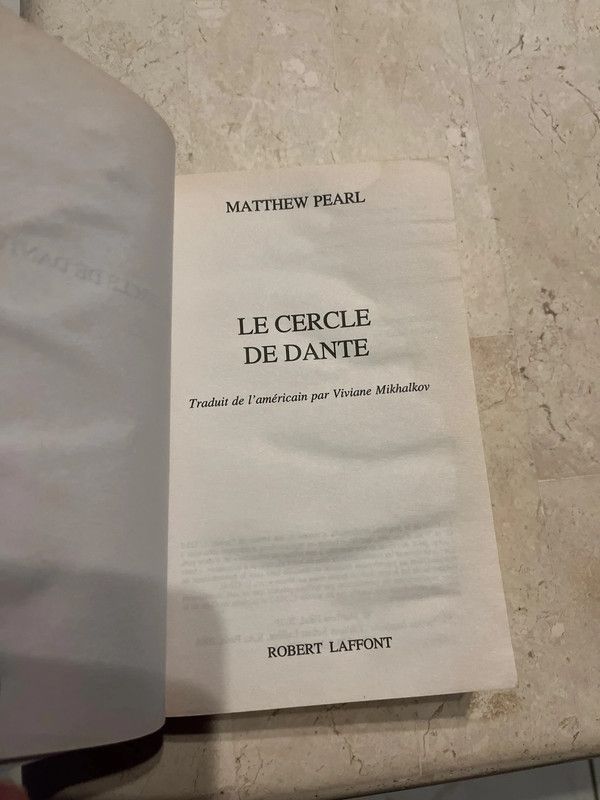 MATTHEW PEARL
LE CERCLE
DE DANTE
Traduit de l'américain par Viviane Mikhalkov
ROBERT LAFFONT